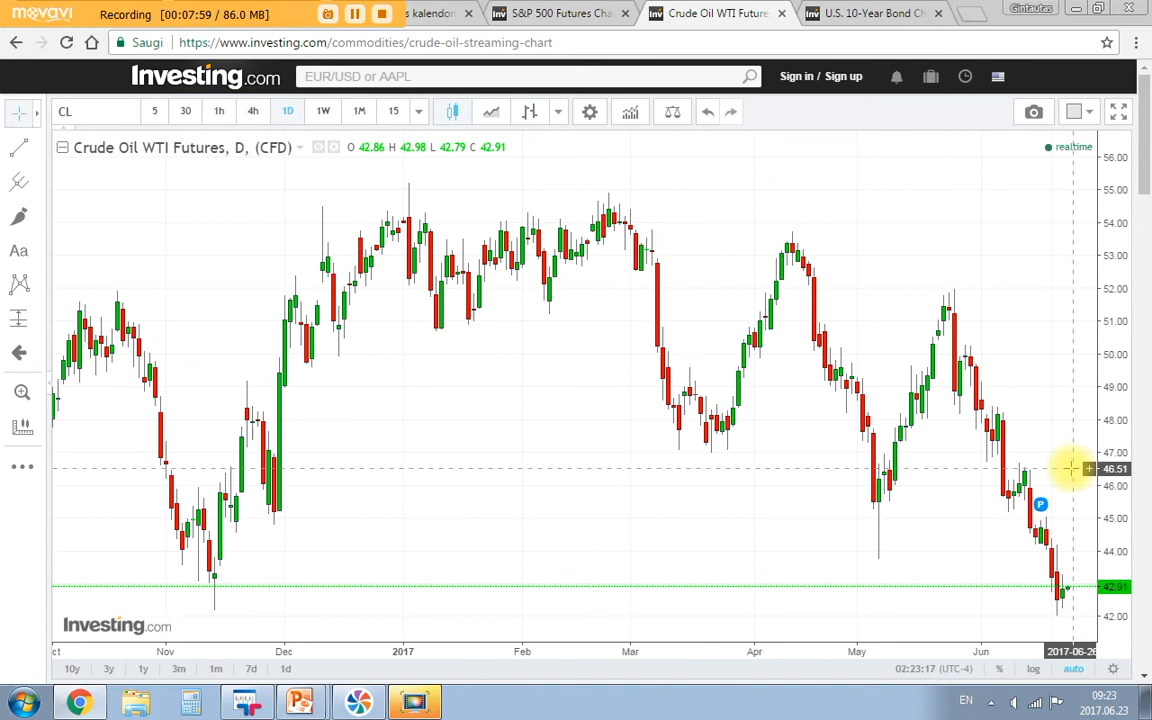 movavi
Recording [00:07:59 / 86.0 MB]
s kalendori
S&P 500 Futures Cha
Crude Oil WTI Future
U.S. 10-Year Bond Ch
Gintautas
Saugi
https://www.investing.com/commodities/crude-oil-streaming-chart
Investing.com
EUR/USD or AAPL
Sign in / Sign up
CL
5
30
1h
4h
1D
1W
1M
15
Crude Oil WTI Futures, D, (CFD)
O 42.86 H 42.98 L 42.79 C 42.91
realtime
Aa
56.00
55.00
54.00
53.00
52.00
51.00
50.00
49.00
48.00
47.00
46.51
46.00
P
45.00
44.00
42.91
42.00
Investing.com
ct
Nov
Dec
2017
Feb
Mar
Apr
May
Jun
2017-06-26
10y
3y
1y
3m
1m
7d
1d
02:23:17 (UTC-4)
%
log
auto
EN
09:23
2017.06.23